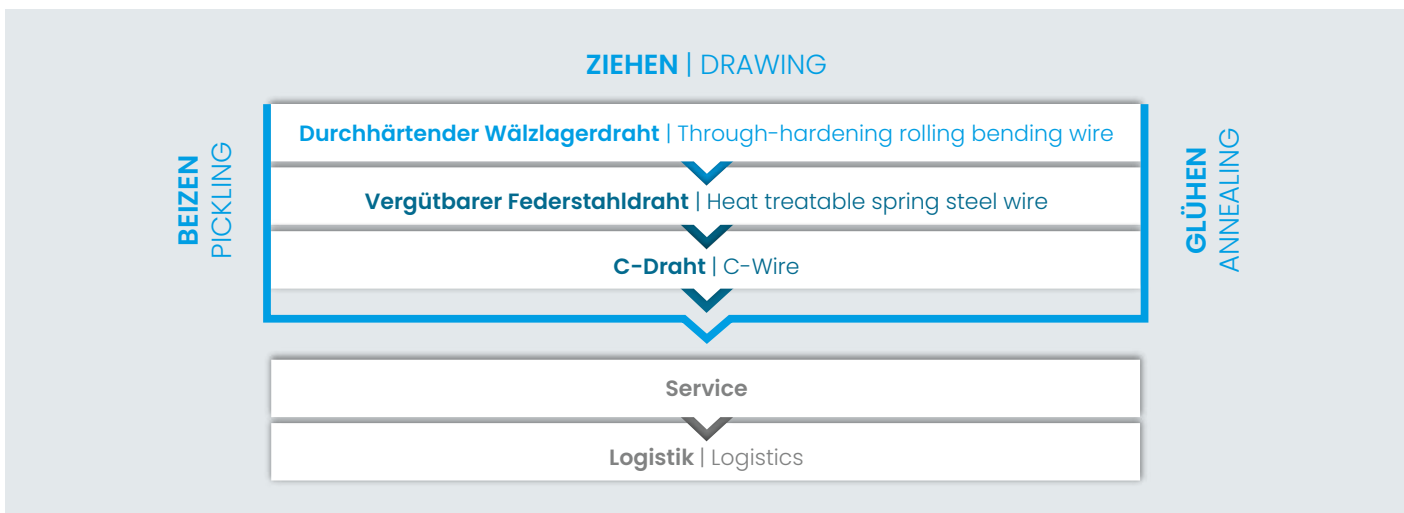 ZIEHEN | DRAWING
BEIZEN
PICKLING
Durchhärtender Wälzlagerdraht | Through-hardening rolling bending wire
Vergütbarer Federstahldraht | Heat treatable spring steel wire
C-Draht | C-Wire
GLÜHEN
ANNEALING
Service
Logistik | Logistics